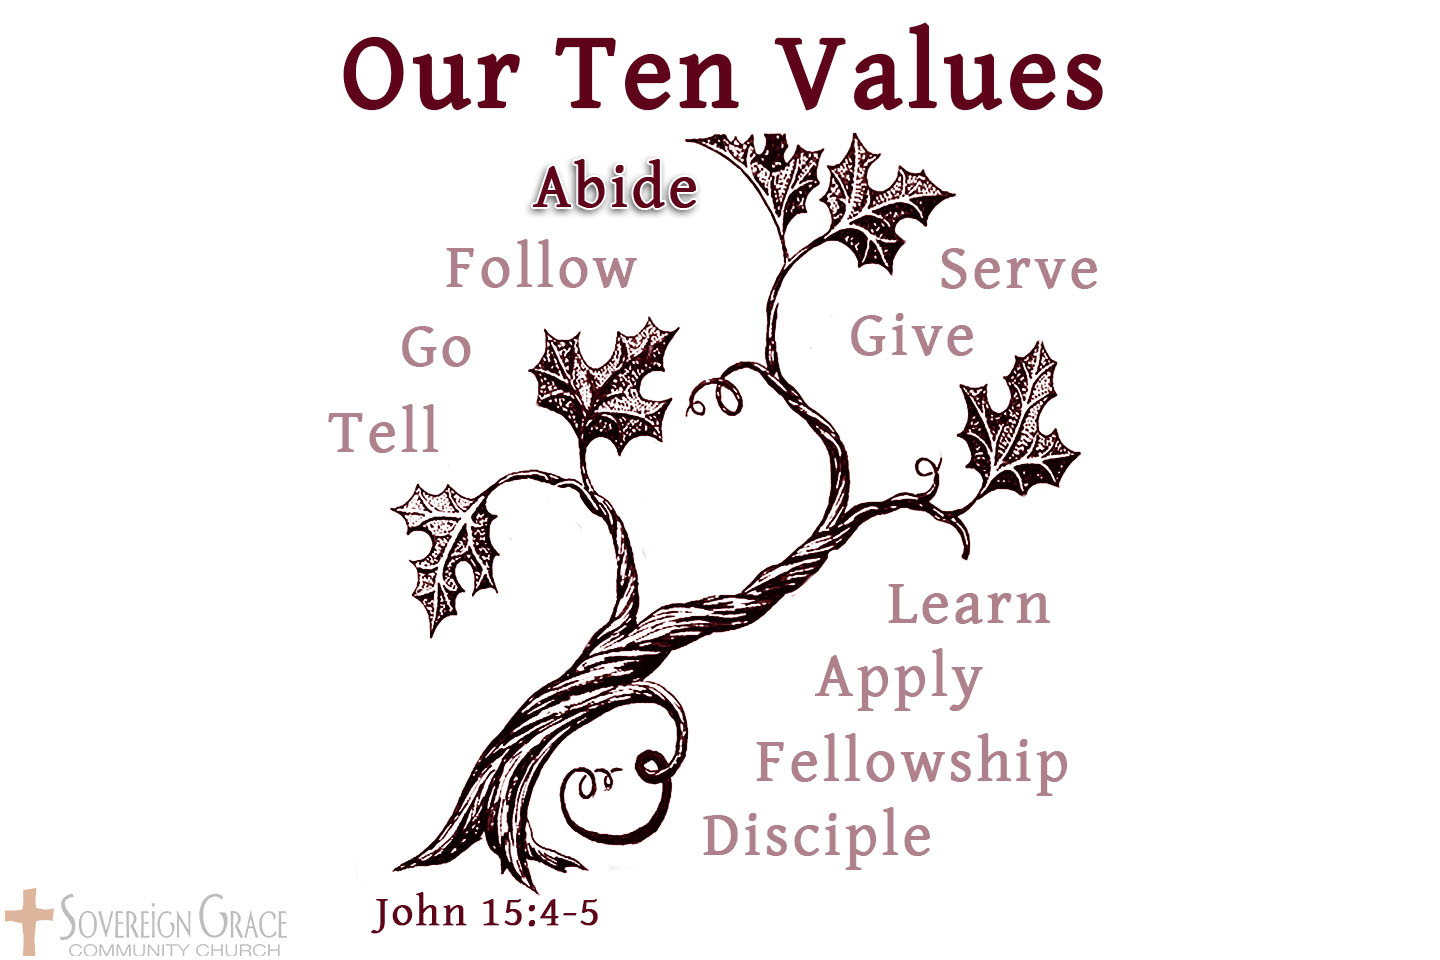 Our Ten Values
Abide
Follow
Go
Tell
Serve
Give
Learn
Apply
Fellowship
Disciple
John 15:4-5
Sovereign Grace
Community Church